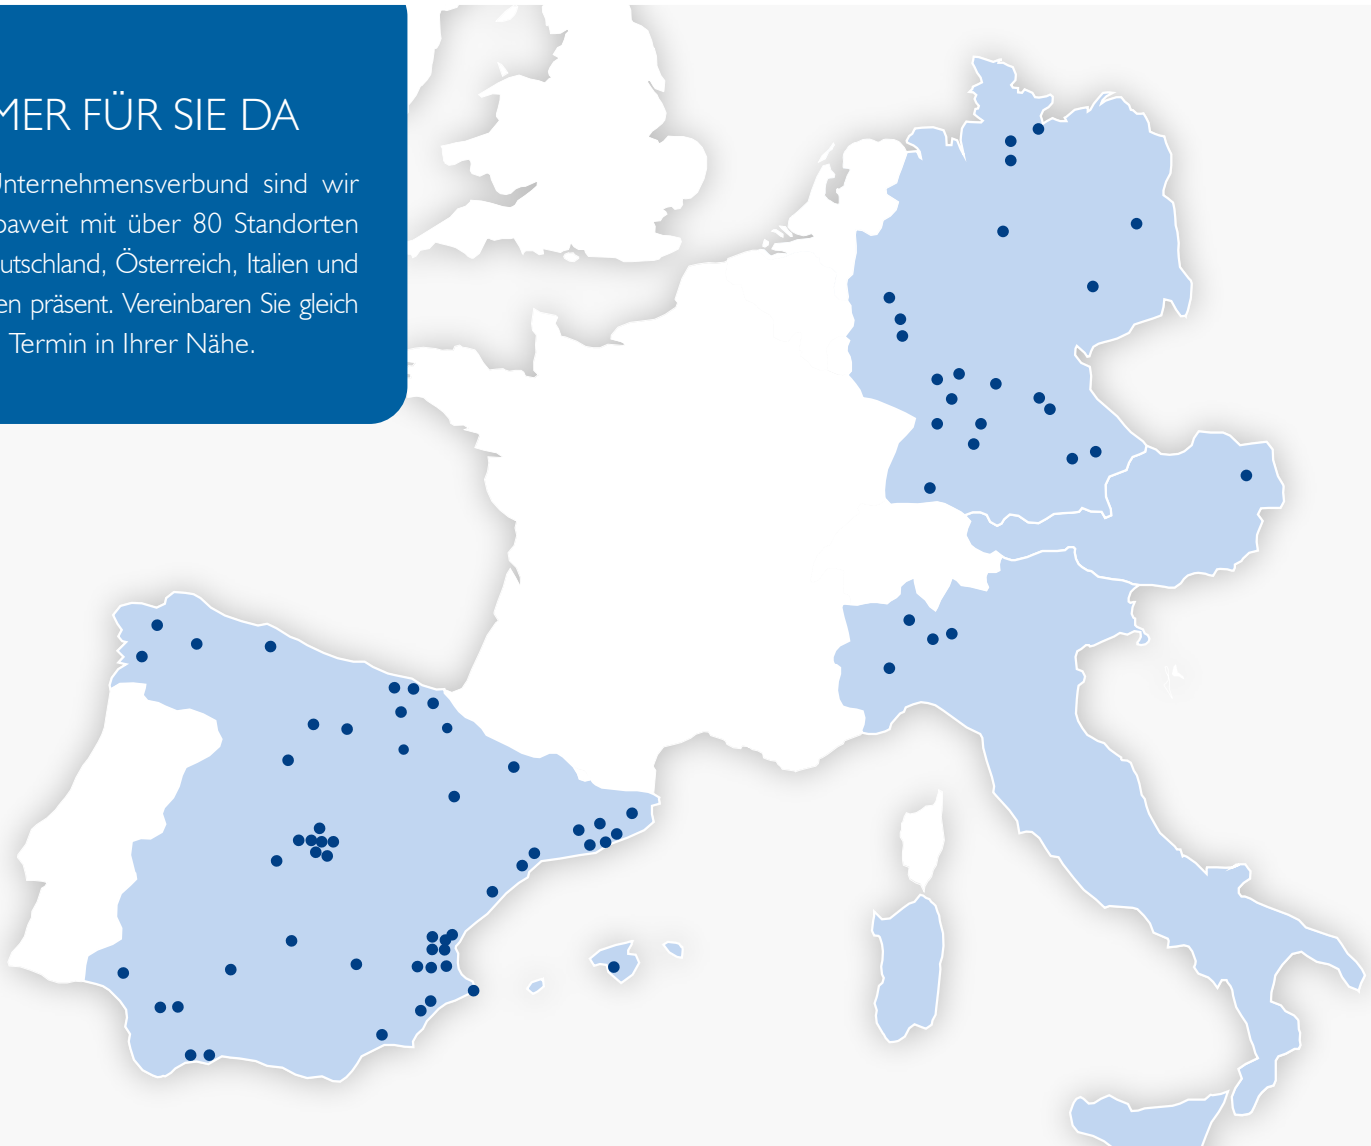 MER FÜR SIE DA
Unternehmensverbund sind wir
paweit mit über 80 Standorten
utschland, Österreich, Italien und
en präsent. Vereinbaren Sie gleich
Termin in Ihrer Nähe.